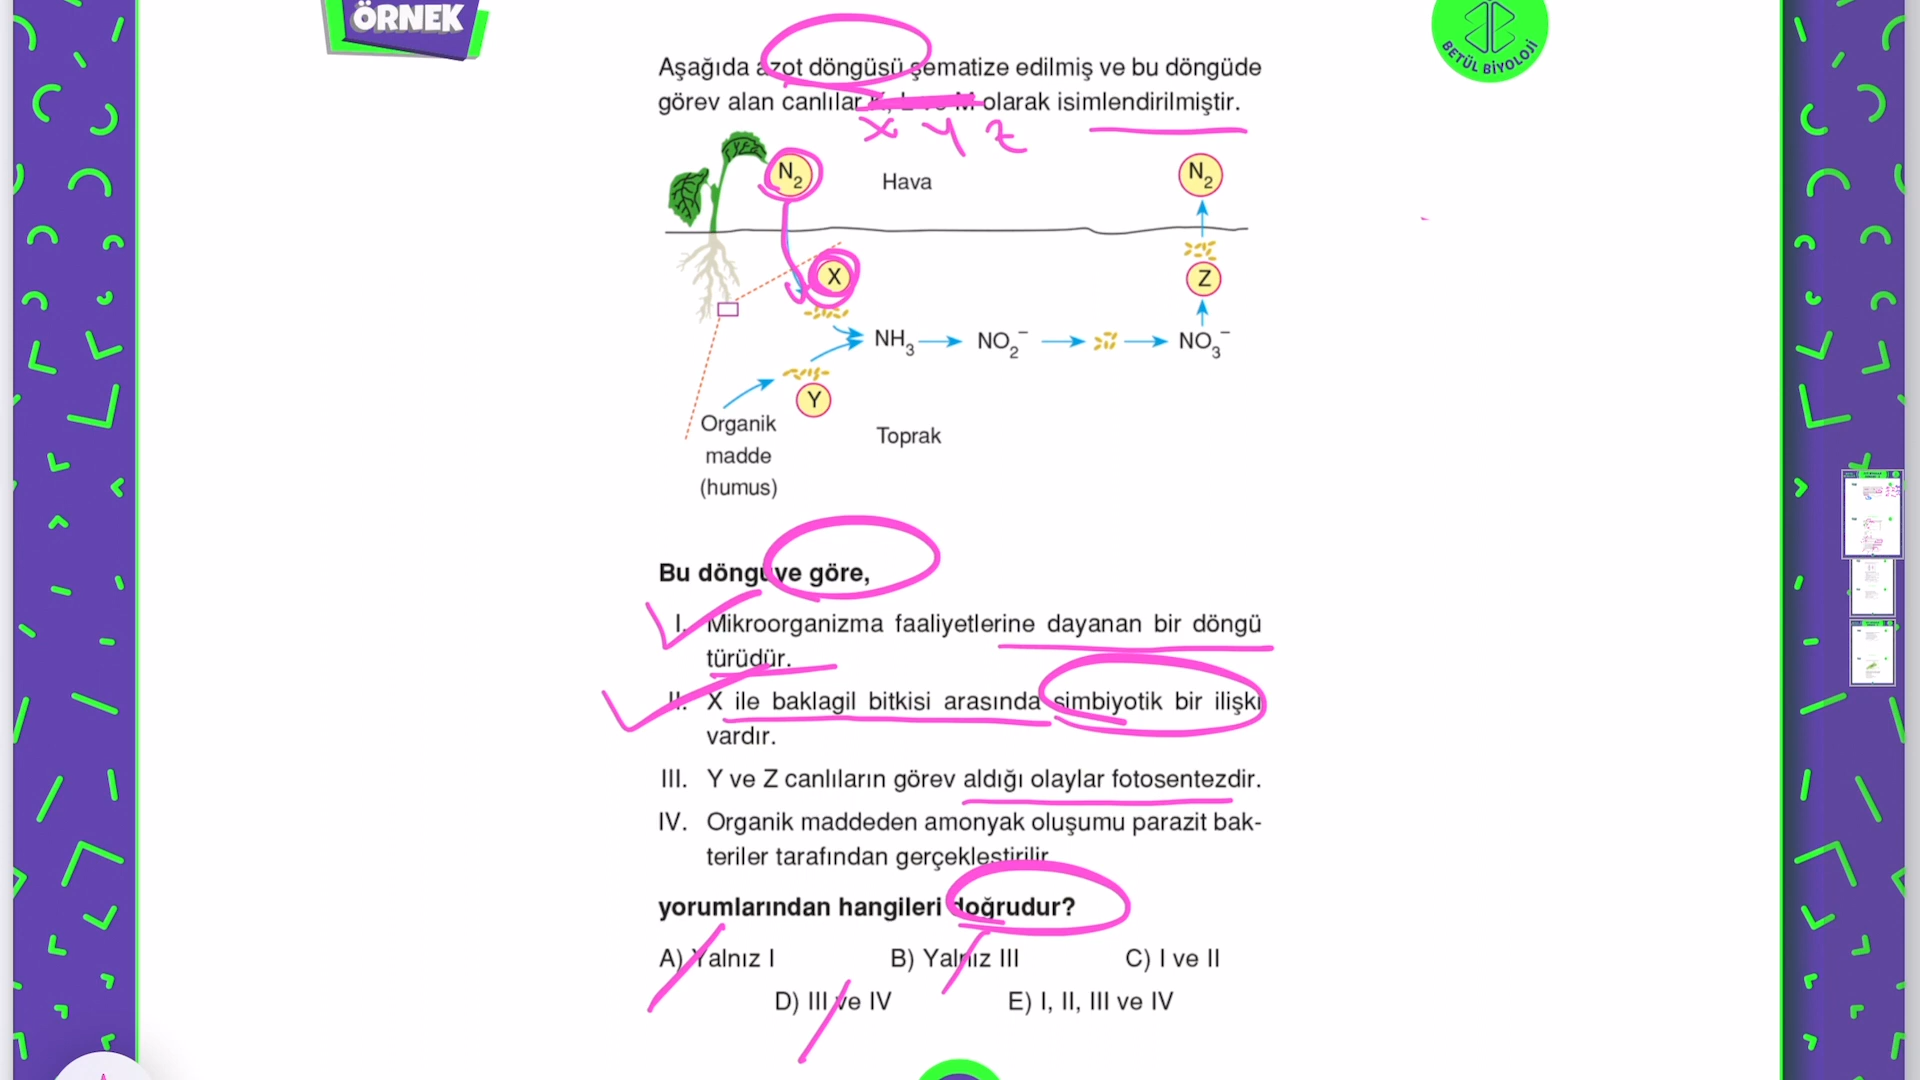 ÖRNEK
BETÜL BİYOLOJİ
Aşağıda azot döngüsü şematize edilmiş ve bu döngüde
görev alan canlılar K, L ve M olarak isimlendirilmiştir.
X Y Z
N2
Hava
N2
X
Z
NH3
NO2−
NO3−
Y
Organik
madde
(humus)
Toprak
Bu döngüye göre,
I. Mikroorganizma faaliyetlerine dayanan bir döngü
türüdür.
II. X ile baklagil bitkisi arasında simbiyotik bir ilişki
vardır.
III. Y ve Z canlıların görev aldığı olaylar fotosentezdir.
IV. Organik maddeden amonyak oluşumu parazit bak-
teriler tarafından gerçekleştirilir.
yorumlarından hangileri doğrudur?
A) Yalnız I B) Yalnız III C) I ve II
D) III ve IV E) I, II, III ve IV